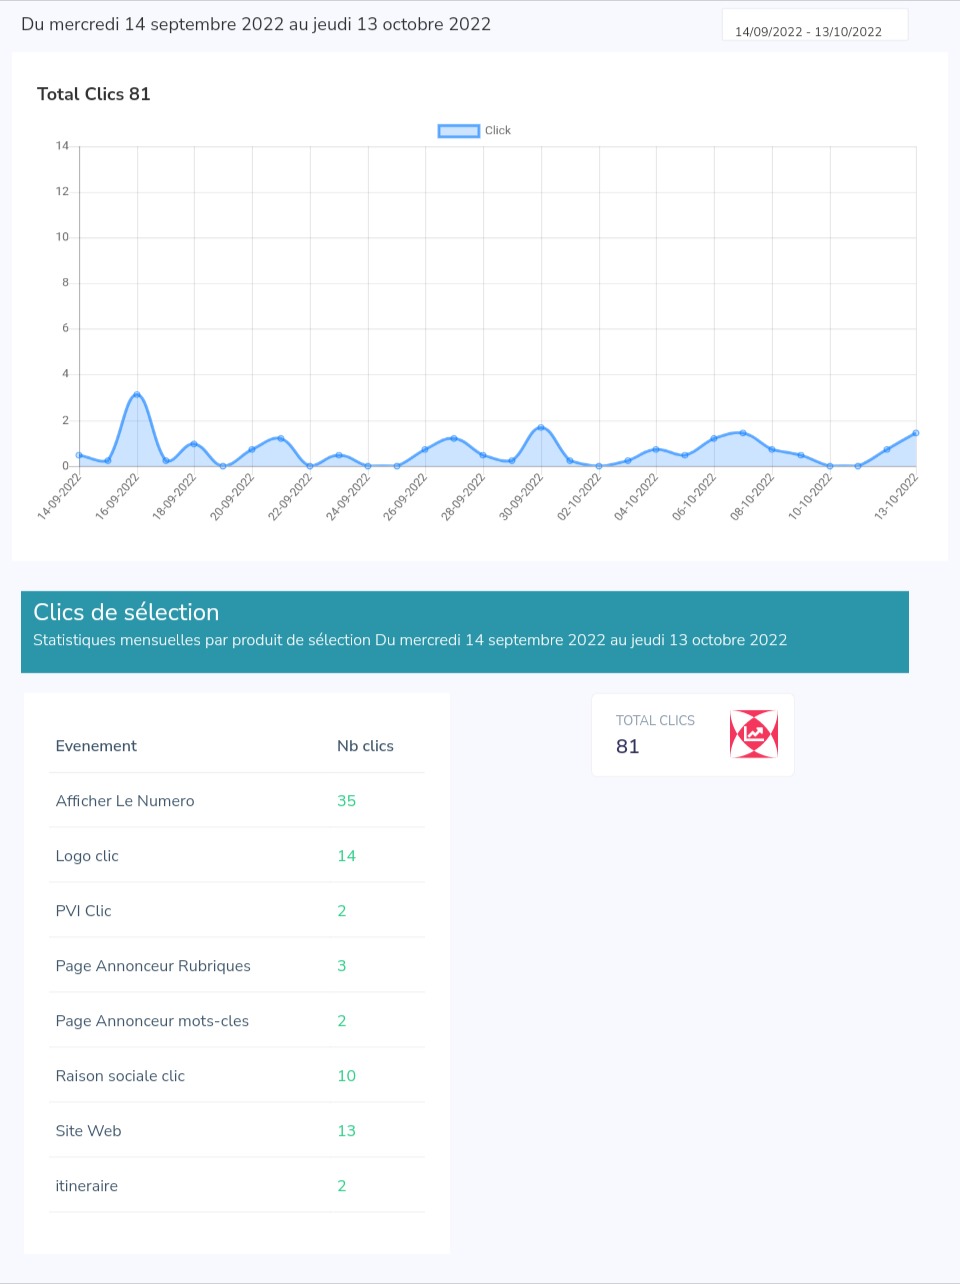 Du mercredi 14 septembre 2022 au jeudi 13 octobre 2022
14/09/2022 - 13/10/2022
Total Clics 81
Click
14
12
10
8
6
4
2
0
14-09-2022
16-09-2022
18-09-2022
20-09-2022
22-09-2022
24-09-2022
26-09-2022
28-09-2022
30-09-2022
02-10-2022
04-10-2022
06-10-2022
08-10-2022
10-10-2022
13-10-2022
Clics de sélection
Statistiques mensuelles par produit de sélection Du mercredi 14 septembre 2022 au jeudi 13 octobre 2022
Evenement Nb clics
Afficher Le Numero 35
Logo clic 14
PVI Clic 2
Page Annonceur Rubriques 3
Page Annonceur mots-cles 2
Raison sociale clic 10
Site Web 13
itineraire 2
TOTAL CLICS
81